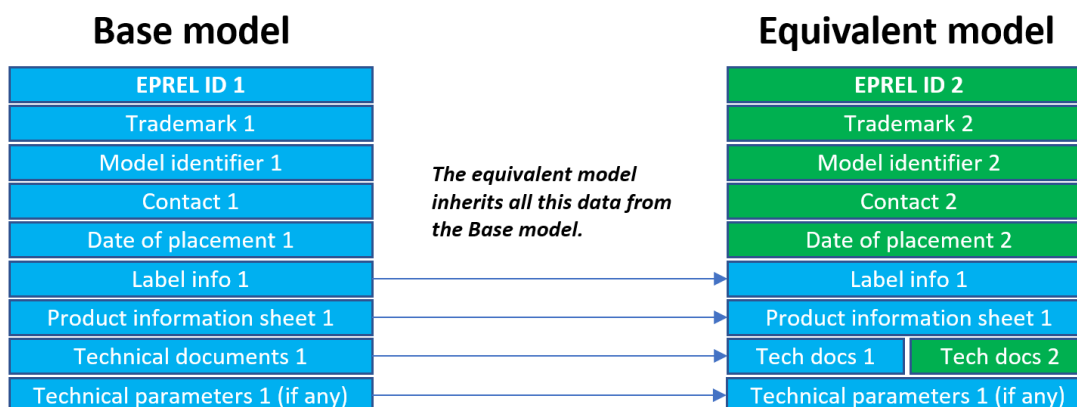 Base model
EPREL ID 1
Trademark 1
Model identifier 1
Contact 1
Date of placement 1
Label info 1
Product information sheet 1
Technical documents 1
Technical parameters 1 (if any)
The equivalent model
inherits all this data from
the Base model.
Equivalent model
EPREL ID 2
Trademark 2
Model identifier 2
Contact 2
Date of placement 2
Label info 1
Product information sheet 1
Tech docs 1
Tech docs 2
Technical parameters 1 (if any)